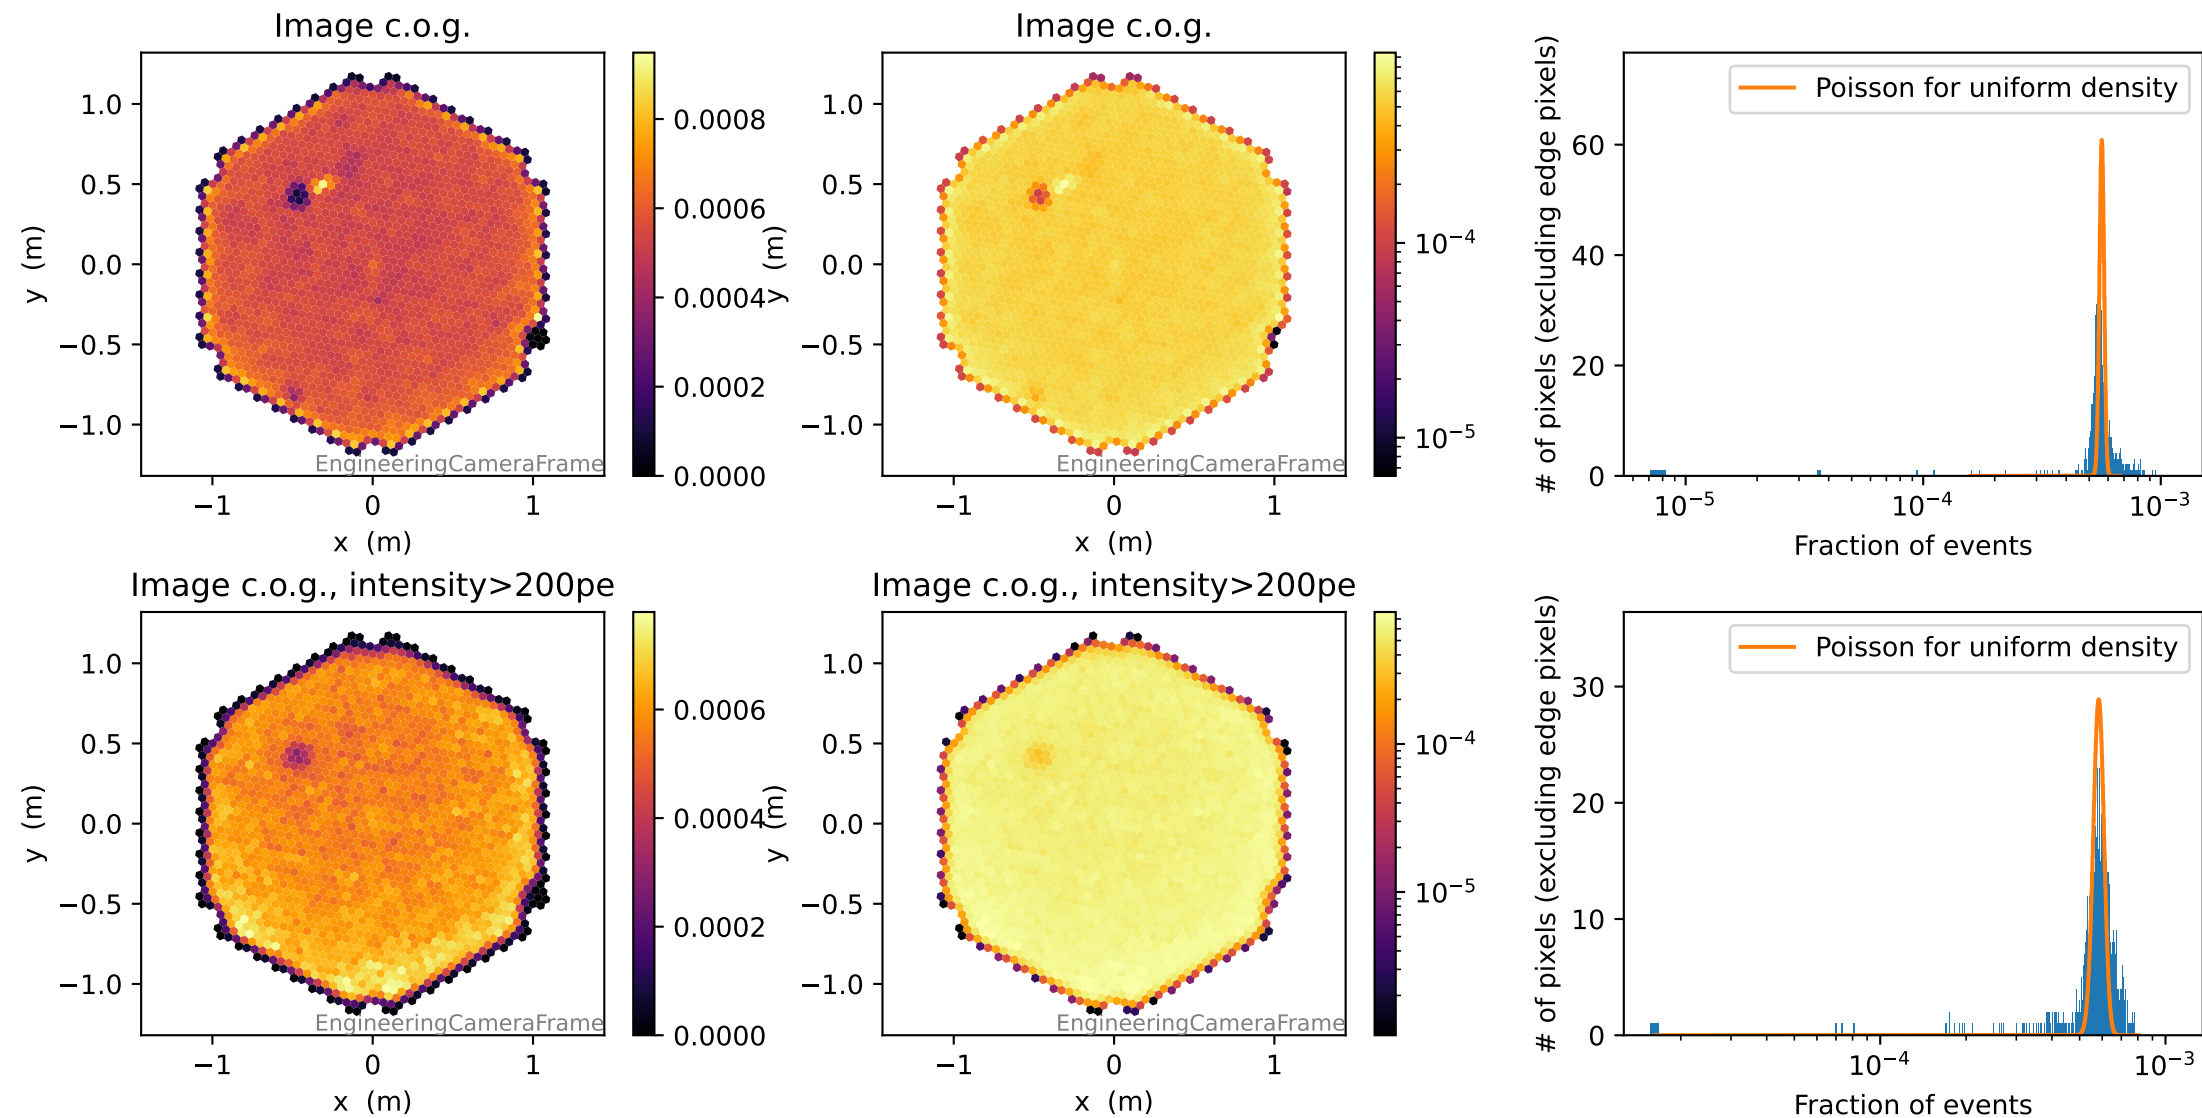 Image c.o.g.
1.0
0.5
0.0
−0.5
−1.0
y (m)
−1
0
1
x (m)
EngineeringCameraFrame
0.0008
0.0006
0.0004
0.0002
0.0000
Image c.o.g.
1.0
0.5
0.0
−0.5
−1.0
y (m)
−1
0
1
x (m)
EngineeringCameraFrame
10⁻⁴
10⁻⁵
# of pixels (excluding edge pixels)
60
40
20
0
Poisson for uniform density
10⁻⁵
10⁻⁴
10⁻³
Fraction of events
Image c.o.g., intensity>200pe
1.0
0.5
0.0
−0.5
−1.0
y (m)
−1
0
1
x (m)
EngineeringCameraFrame
0.0006
0.0004
0.0002
0.0000
Image c.o.g., intensity>200pe
1.0
0.5
0.0
−0.5
−1.0
y (m)
−1
0
1
x (m)
EngineeringCameraFrame
10⁻⁴
10⁻⁵
# of pixels (excluding edge pixels)
30
20
10
0
Poisson for uniform density
10⁻⁴
10⁻³
Fraction of events